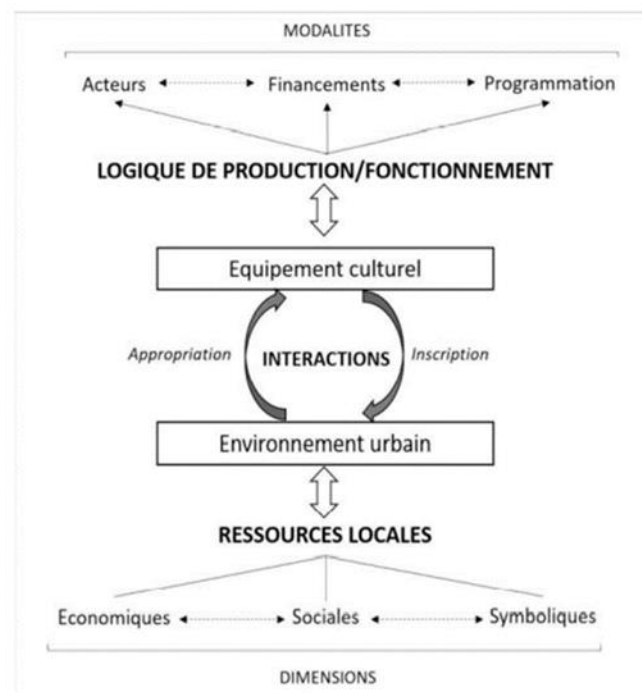 MODALITES
Acteurs Financements Programmation
LOGIQUE DE PRODUCTION/FONCTIONNEMENT
Equipement culturel
Appropriation INTERACTIONS Inscription
Environnement urbain
RESSOURCES LOCALES
Economiques Sociales Symboliques
DIMENSIONS